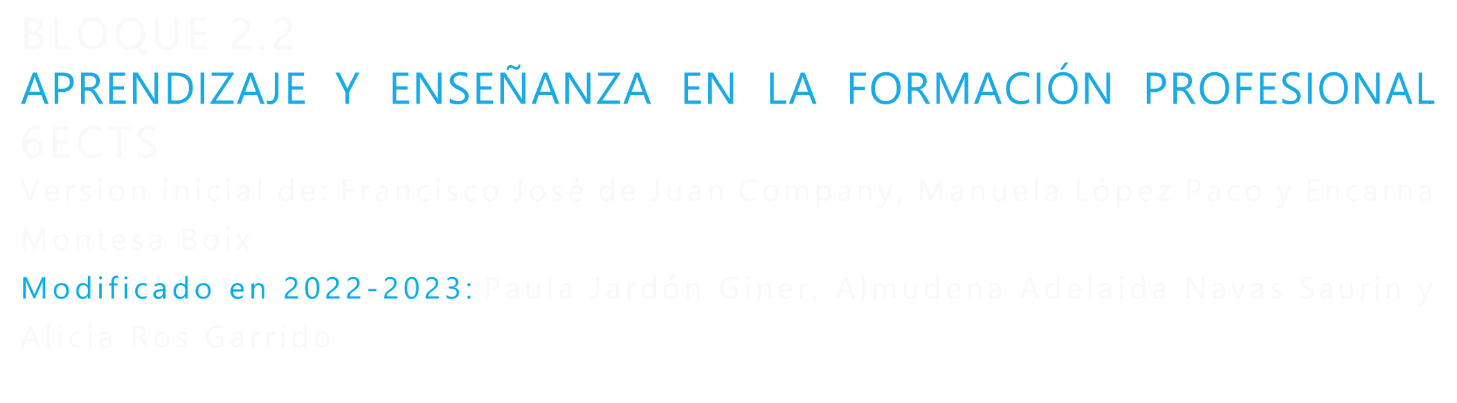 BLOQUE 2.2
APRENDIZAJE Y ENSEÑANZA EN LA FORMACIÓN PROFESIONAL
6ECTS
Version inicial de: Francisco José de Juan Company, Manuela López Paco y Encarna
Montesa Boix
Modificado en 2022-2023: Paula Jardón Giner, Almudena Adelaida Navas Saurin y
Alicia Ros Garrido